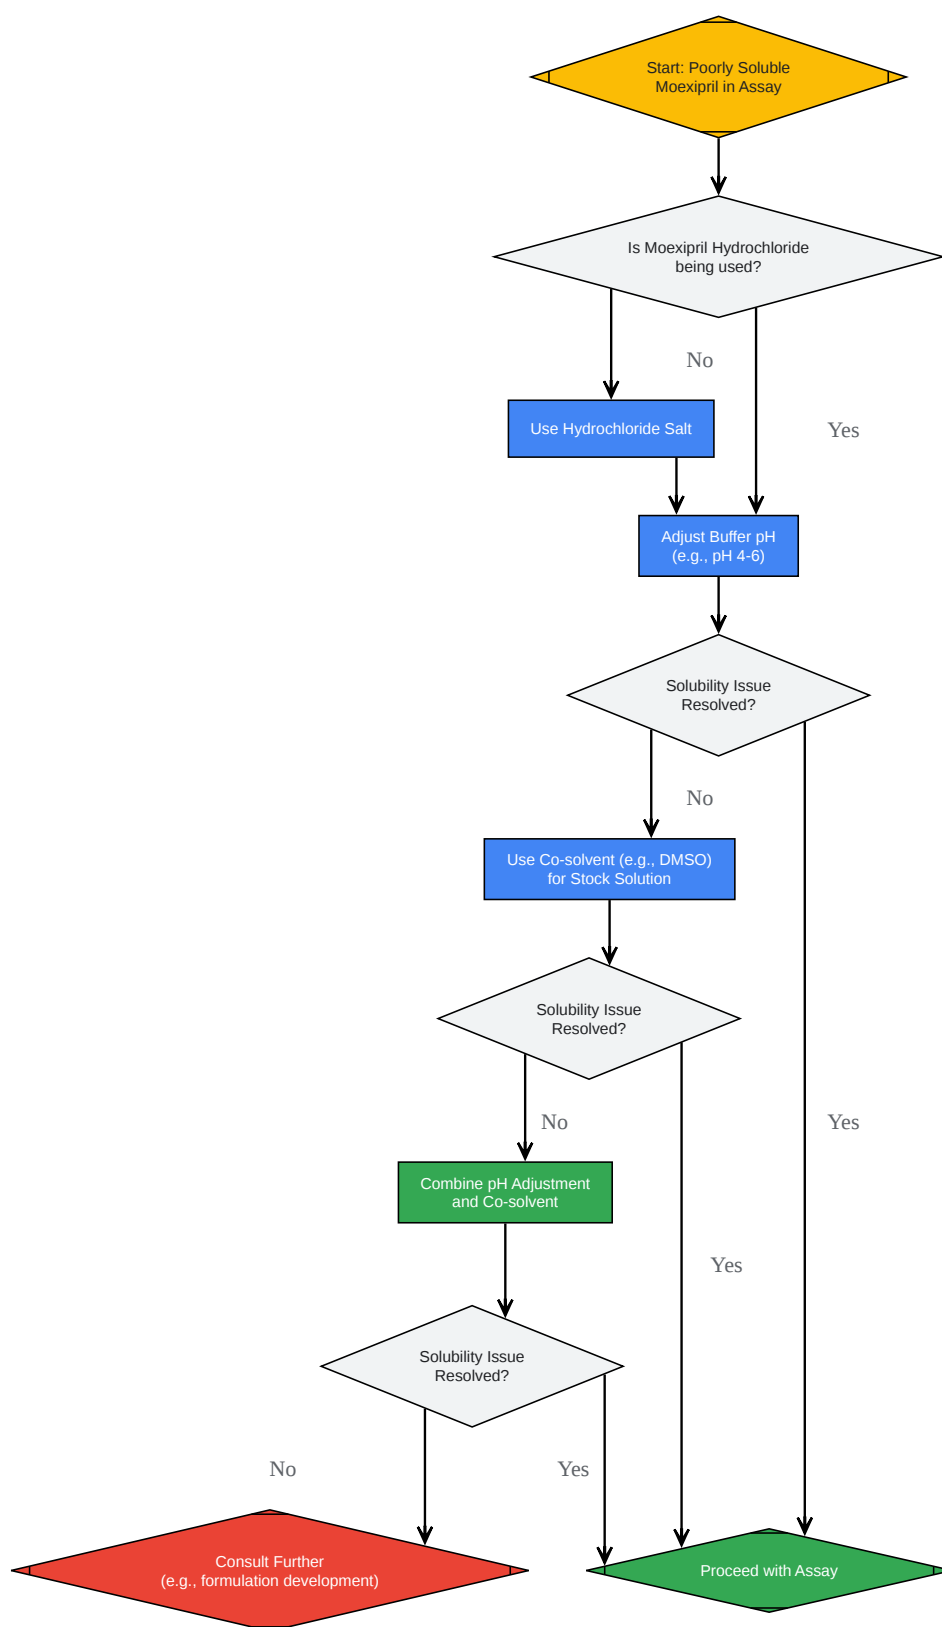 Start: Poorly Soluble
Moexipril in Assay
Is Moexipril Hydrochloride
being used?
No
Use Hydrochloride Salt
Yes
Adjust Buffer pH
(e.g., pH 4-6)
Solubility Issue
Resolved?
No
Use Co-solvent (e.g., DMSO)
for Stock Solution
Solubility Issue
Resolved?
No
Yes
Combine pH Adjustment
and Co-solvent
Yes
Solubility Issue
Resolved?
No
Yes
Consult Further
(e.g., formulation development)
Proceed with Assay